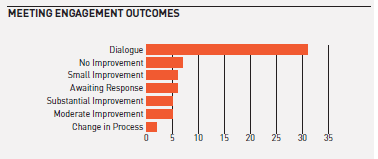 MEETING ENGAGEMENT OUTCOMES
Dialogue
No Improvement
Small Improvement
Awaiting Response
Substantial Improvement
Moderate Improvement
Change in Process
0 5 10 15 20 25 30 35